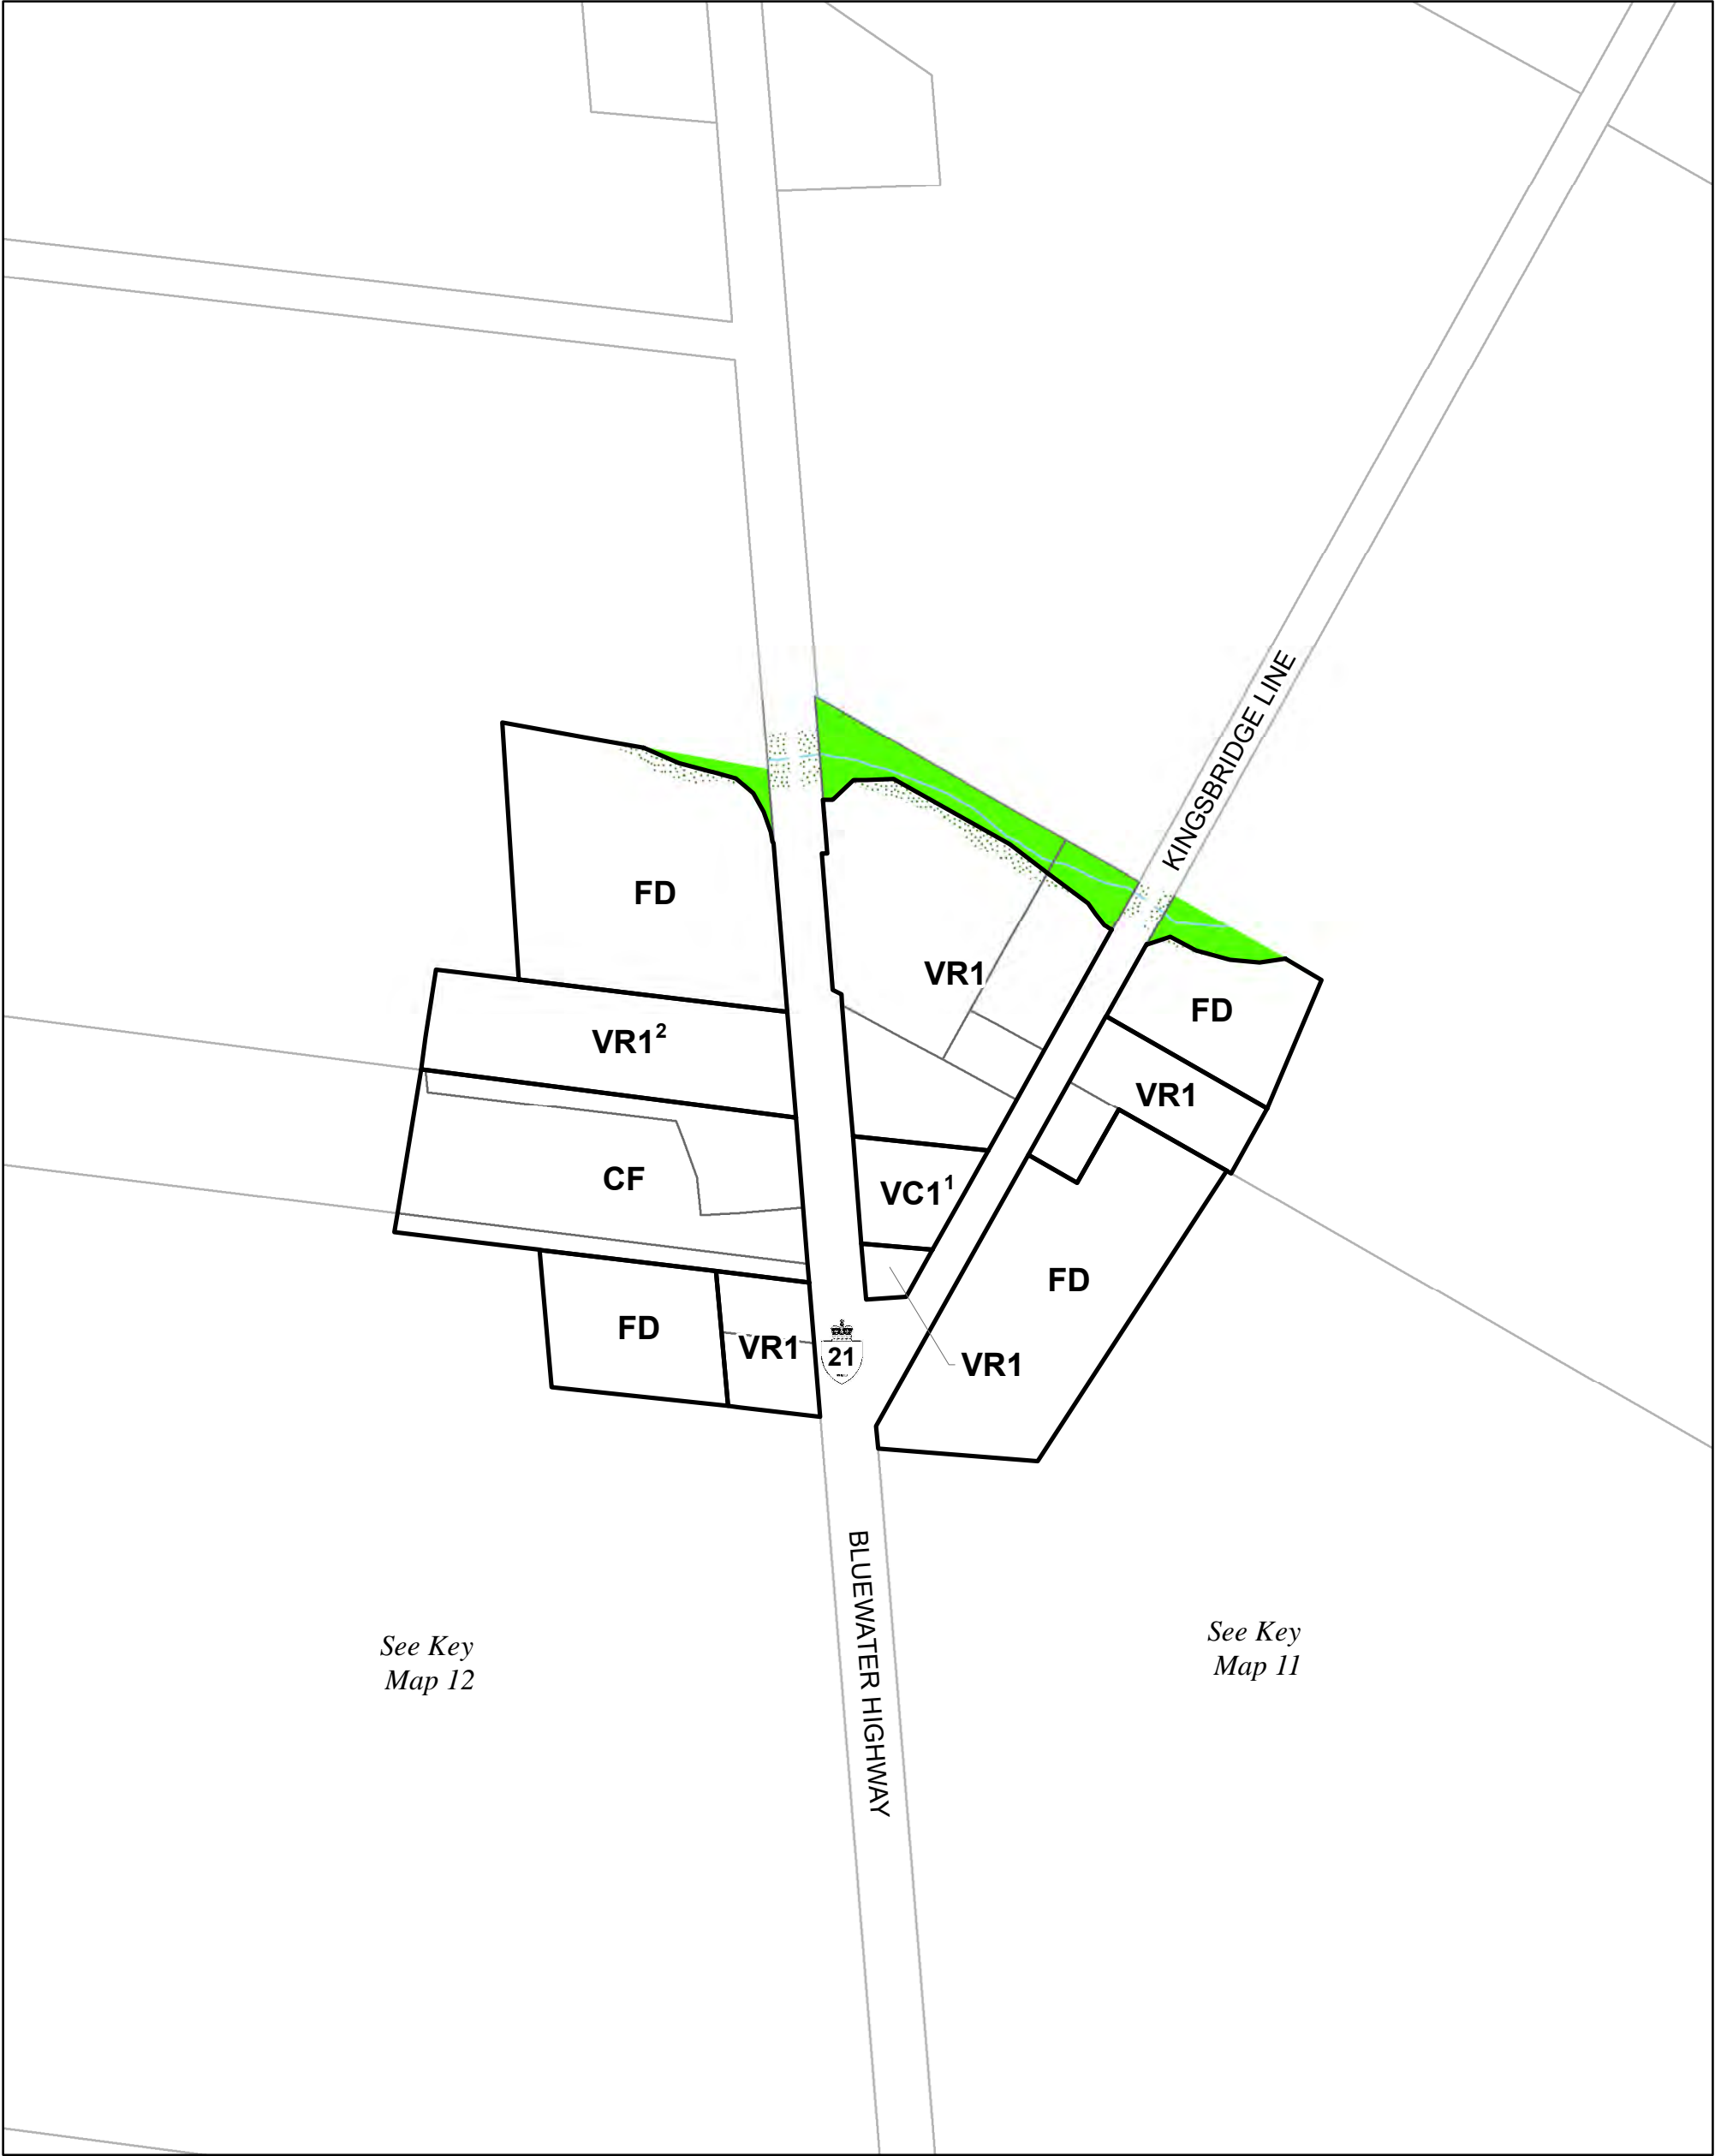 KINGSBRIDGE LINE
FD
VR1
FD
VR1²
VR1
CF
VC1¹
FD
FD
VR1
21
VR1
BLUEWATER HIGHWAY
See Key
Map 12
See Key
Map 11